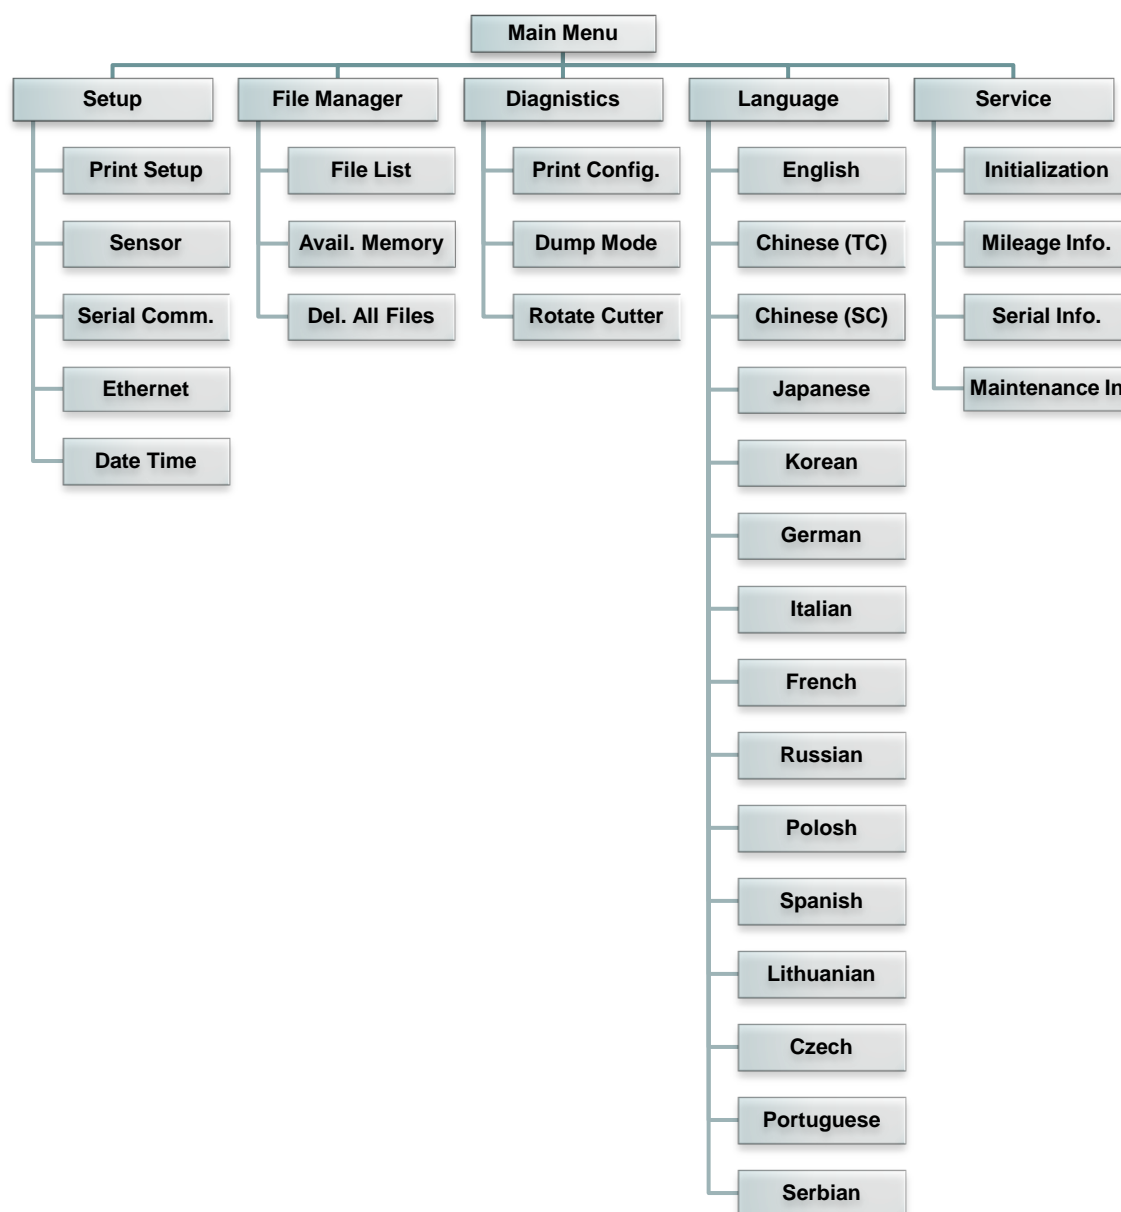 Main Menu
Setup
File Manager
Diagnistics
Language
Service
Print Setup
Sensor
Serial Comm.
Ethernet
Date Time
File List
Avail. Memory
Del. All Files
Print Config.
Dump Mode
Rotate Cutter
English
Chinese (TC)
Chinese (SC)
Japanese
Korean
German
Italian
French
Russian
Polosh
Spanish
Lithuanian
Czech
Portuguese
Serbian
Initialization
Mileage Info.
Serial Info.
Maintenance In